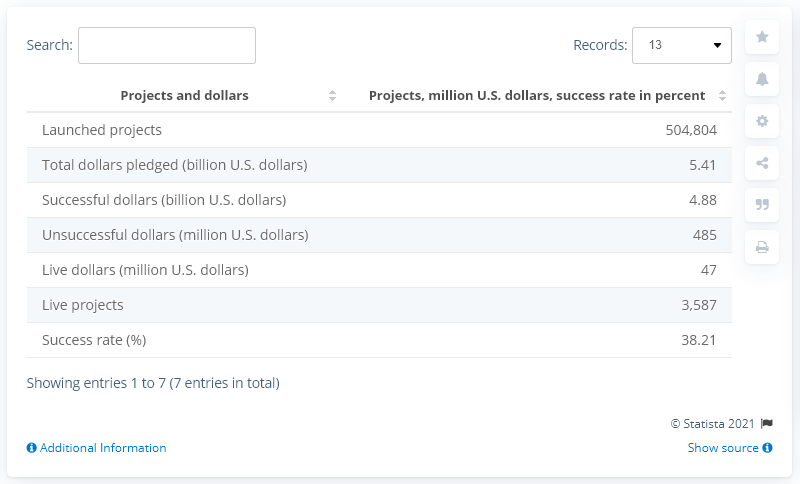 Search:
Records: 13
Projects and dollars Projects, million U.S. dollars, success rate in percent
Launched projects 504,804
Total dollars pledged (billion U.S. dollars) 5.41
Successful dollars (billion U.S. dollars) 4.88
Unsuccessful dollars (million U.S. dollars) 485
Live dollars (million U.S. dollars) 47
Live projects 3,587
Success rate (%) 38.21
Showing entries 1 to 7 (7 entries in total)
© Statista 2021
Additional Information Show source